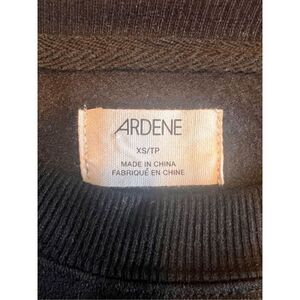 ARDENE
XS/TP
MADE IN CHINA
FABRIQUÉ EN CHINE